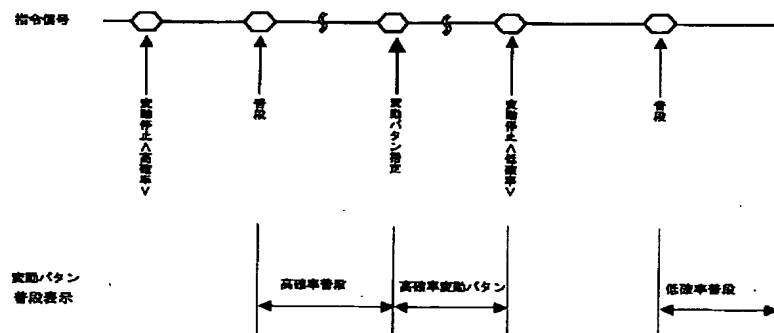 指令信号
変動停止<高確率>
普段
変動パタン指定
変動停止<低確率>
普段
変動パタン
普段表示
高確率普段
高確率変動パタン
低確率普段